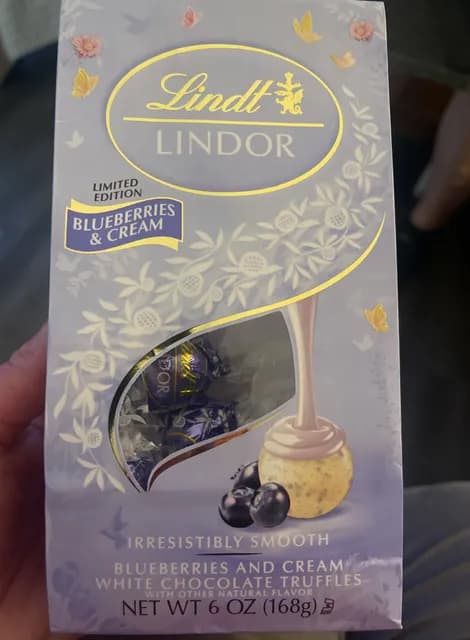 Lindt
LINDOR
LIMITED
EDITION
BLUEBERRIES
& CREAM
DOR
IRRESISTIBLY SMOOTH
BLUEBERRIES AND CREAM
WHITE CHOCOLATE TRUFFLES
WITH OTHER NATURAL FLAVOR
NET WT 6 OZ (168g)